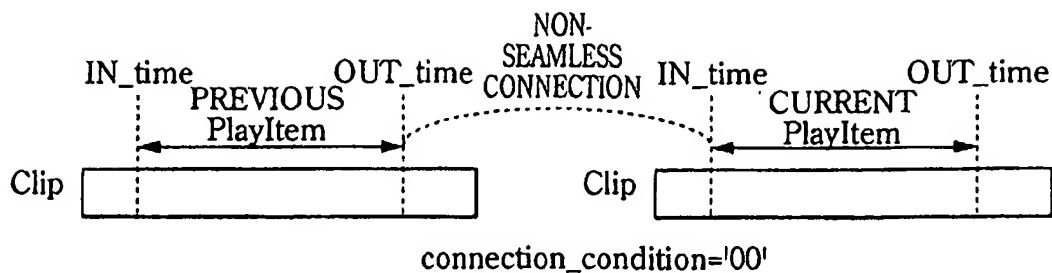 NON-
SEAMLESS
CONNECTION
IN_time
OUT_time
IN_time
OUT_time
PREVIOUS
PlayItem
CURRENT
PlayItem
Clip
Clip
connection_condition='00'